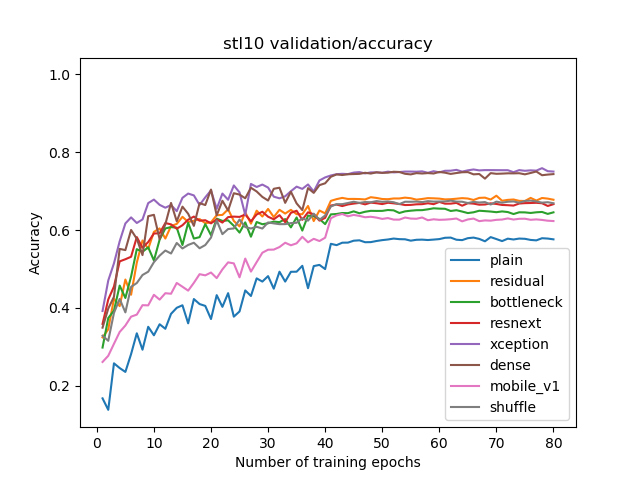 stl10 validation/accuracy
Accuracy
1.0
0.8
0.6
0.4
0.2
0 10 20 30 40 50 60 70 80
Number of training epochs
plain
residual
bottleneck
resnext
xception
dense
mobile_v1
shuffle